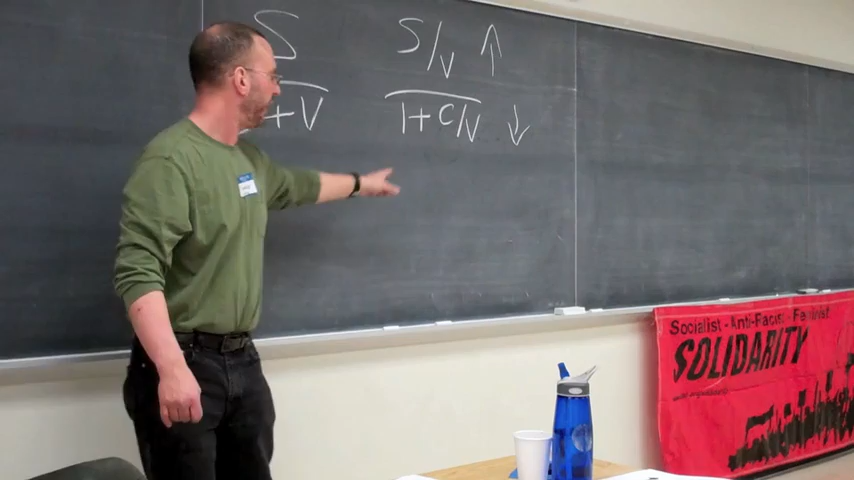 S
+V
S/V ↑
1+C/V ↓
Socialist · Anti-Racist · Feminist
SOLIDARITY